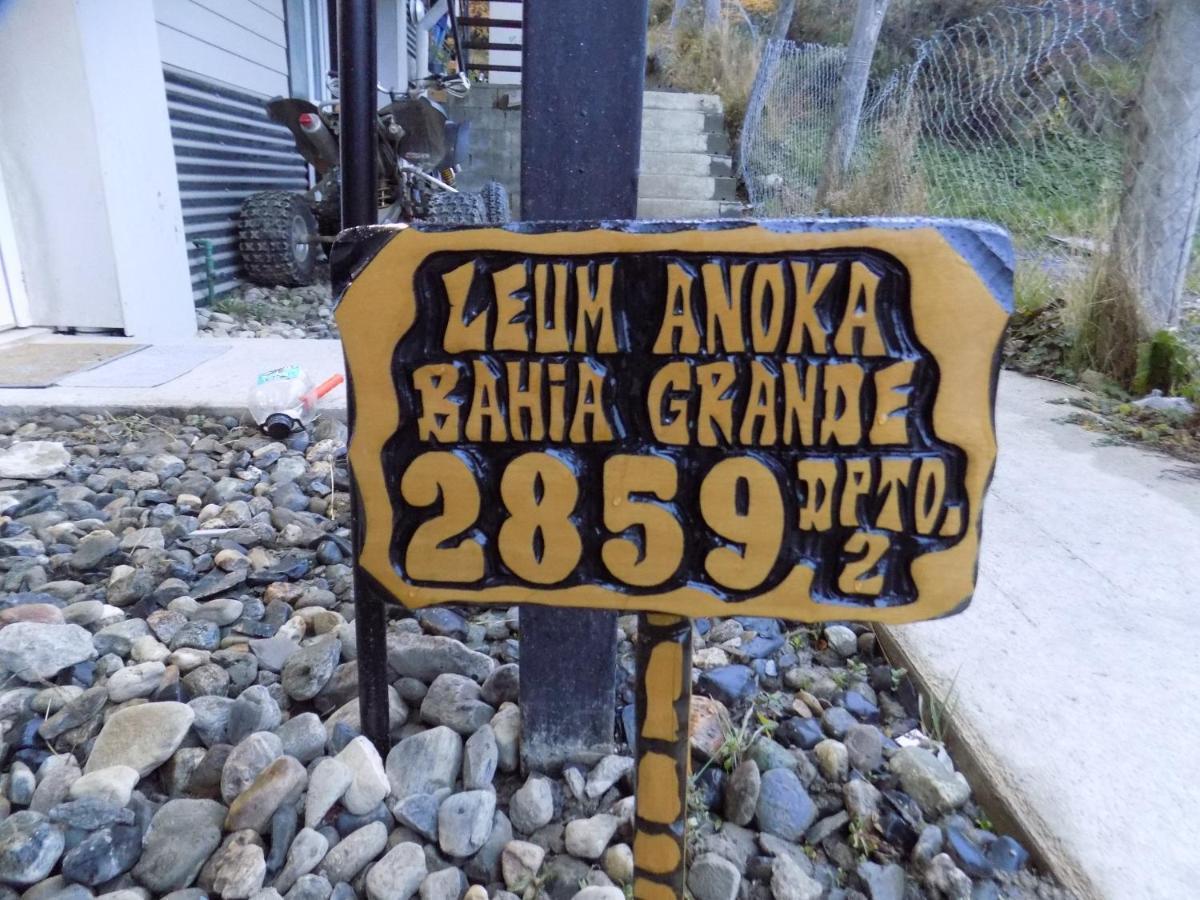 LEUM ANOKA
BAHiA GRANDE
2859 DPTO.
2